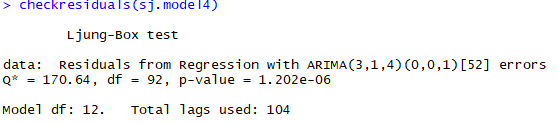 > checkresiduals(sj.model4)
Ljung-Box test
data:  Residuals from Regression with ARIMA(3,1,4)(0,0,1)[52] errors
Q* = 170.64, df = 92, p-value = 1.202e-06
Model df: 12.   Total lags used: 104